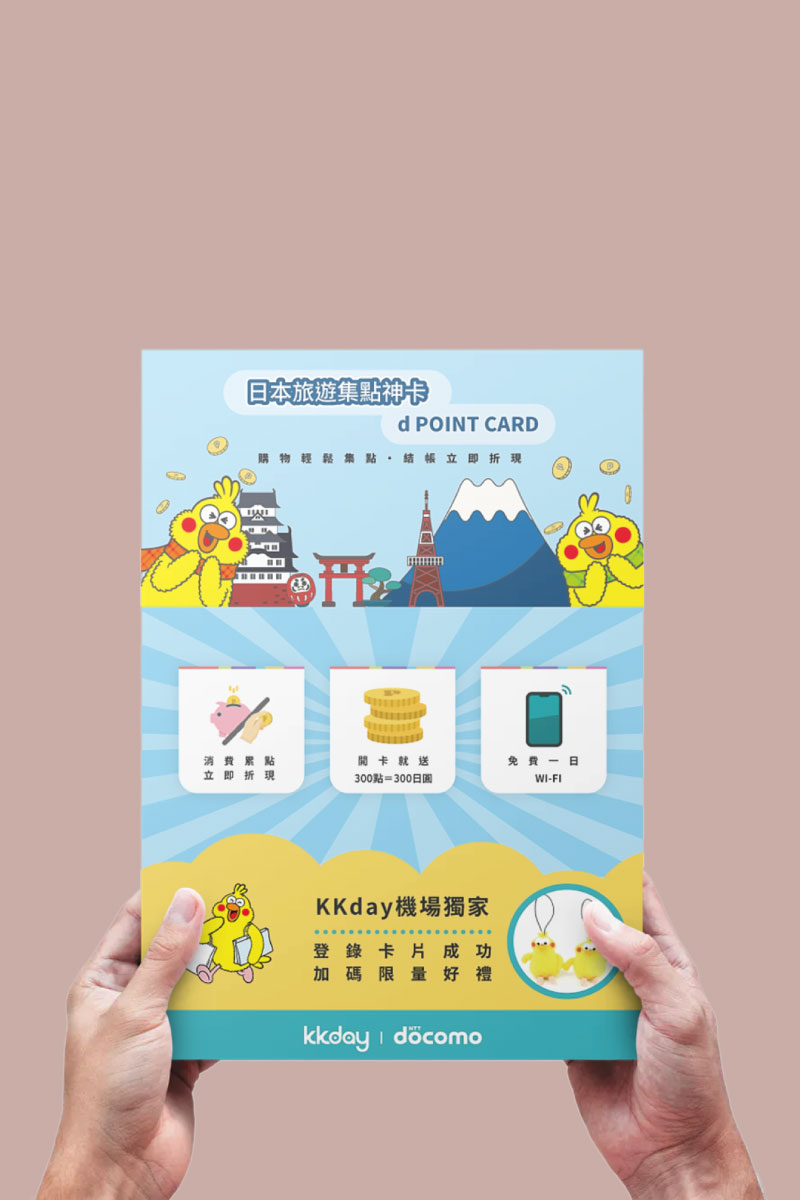 日本旅遊集點神卡
d POINT CARD
購物輕鬆集點・結帳立即折現
消費累點
立即折現
開卡就送
300點=300日圓
免費一日
WI-FI
KKday機場獨家
登錄卡片成功
加碼限量好禮
kkday | NTT döcomo